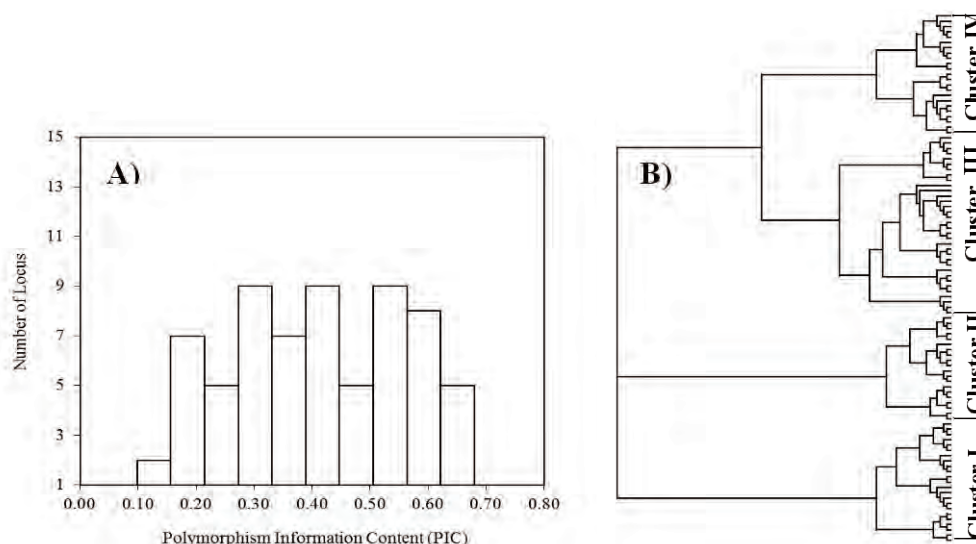 A)
15
13
11
9
7
5
3
1
Number of Locus
0.00 0.10 0.20 0.30 0.40 0.50 0.60 0.70 0.80
Polymorphism Information Content (PIC)
B)
Cluster IV
Cluster III
Cluster II
Cluster I